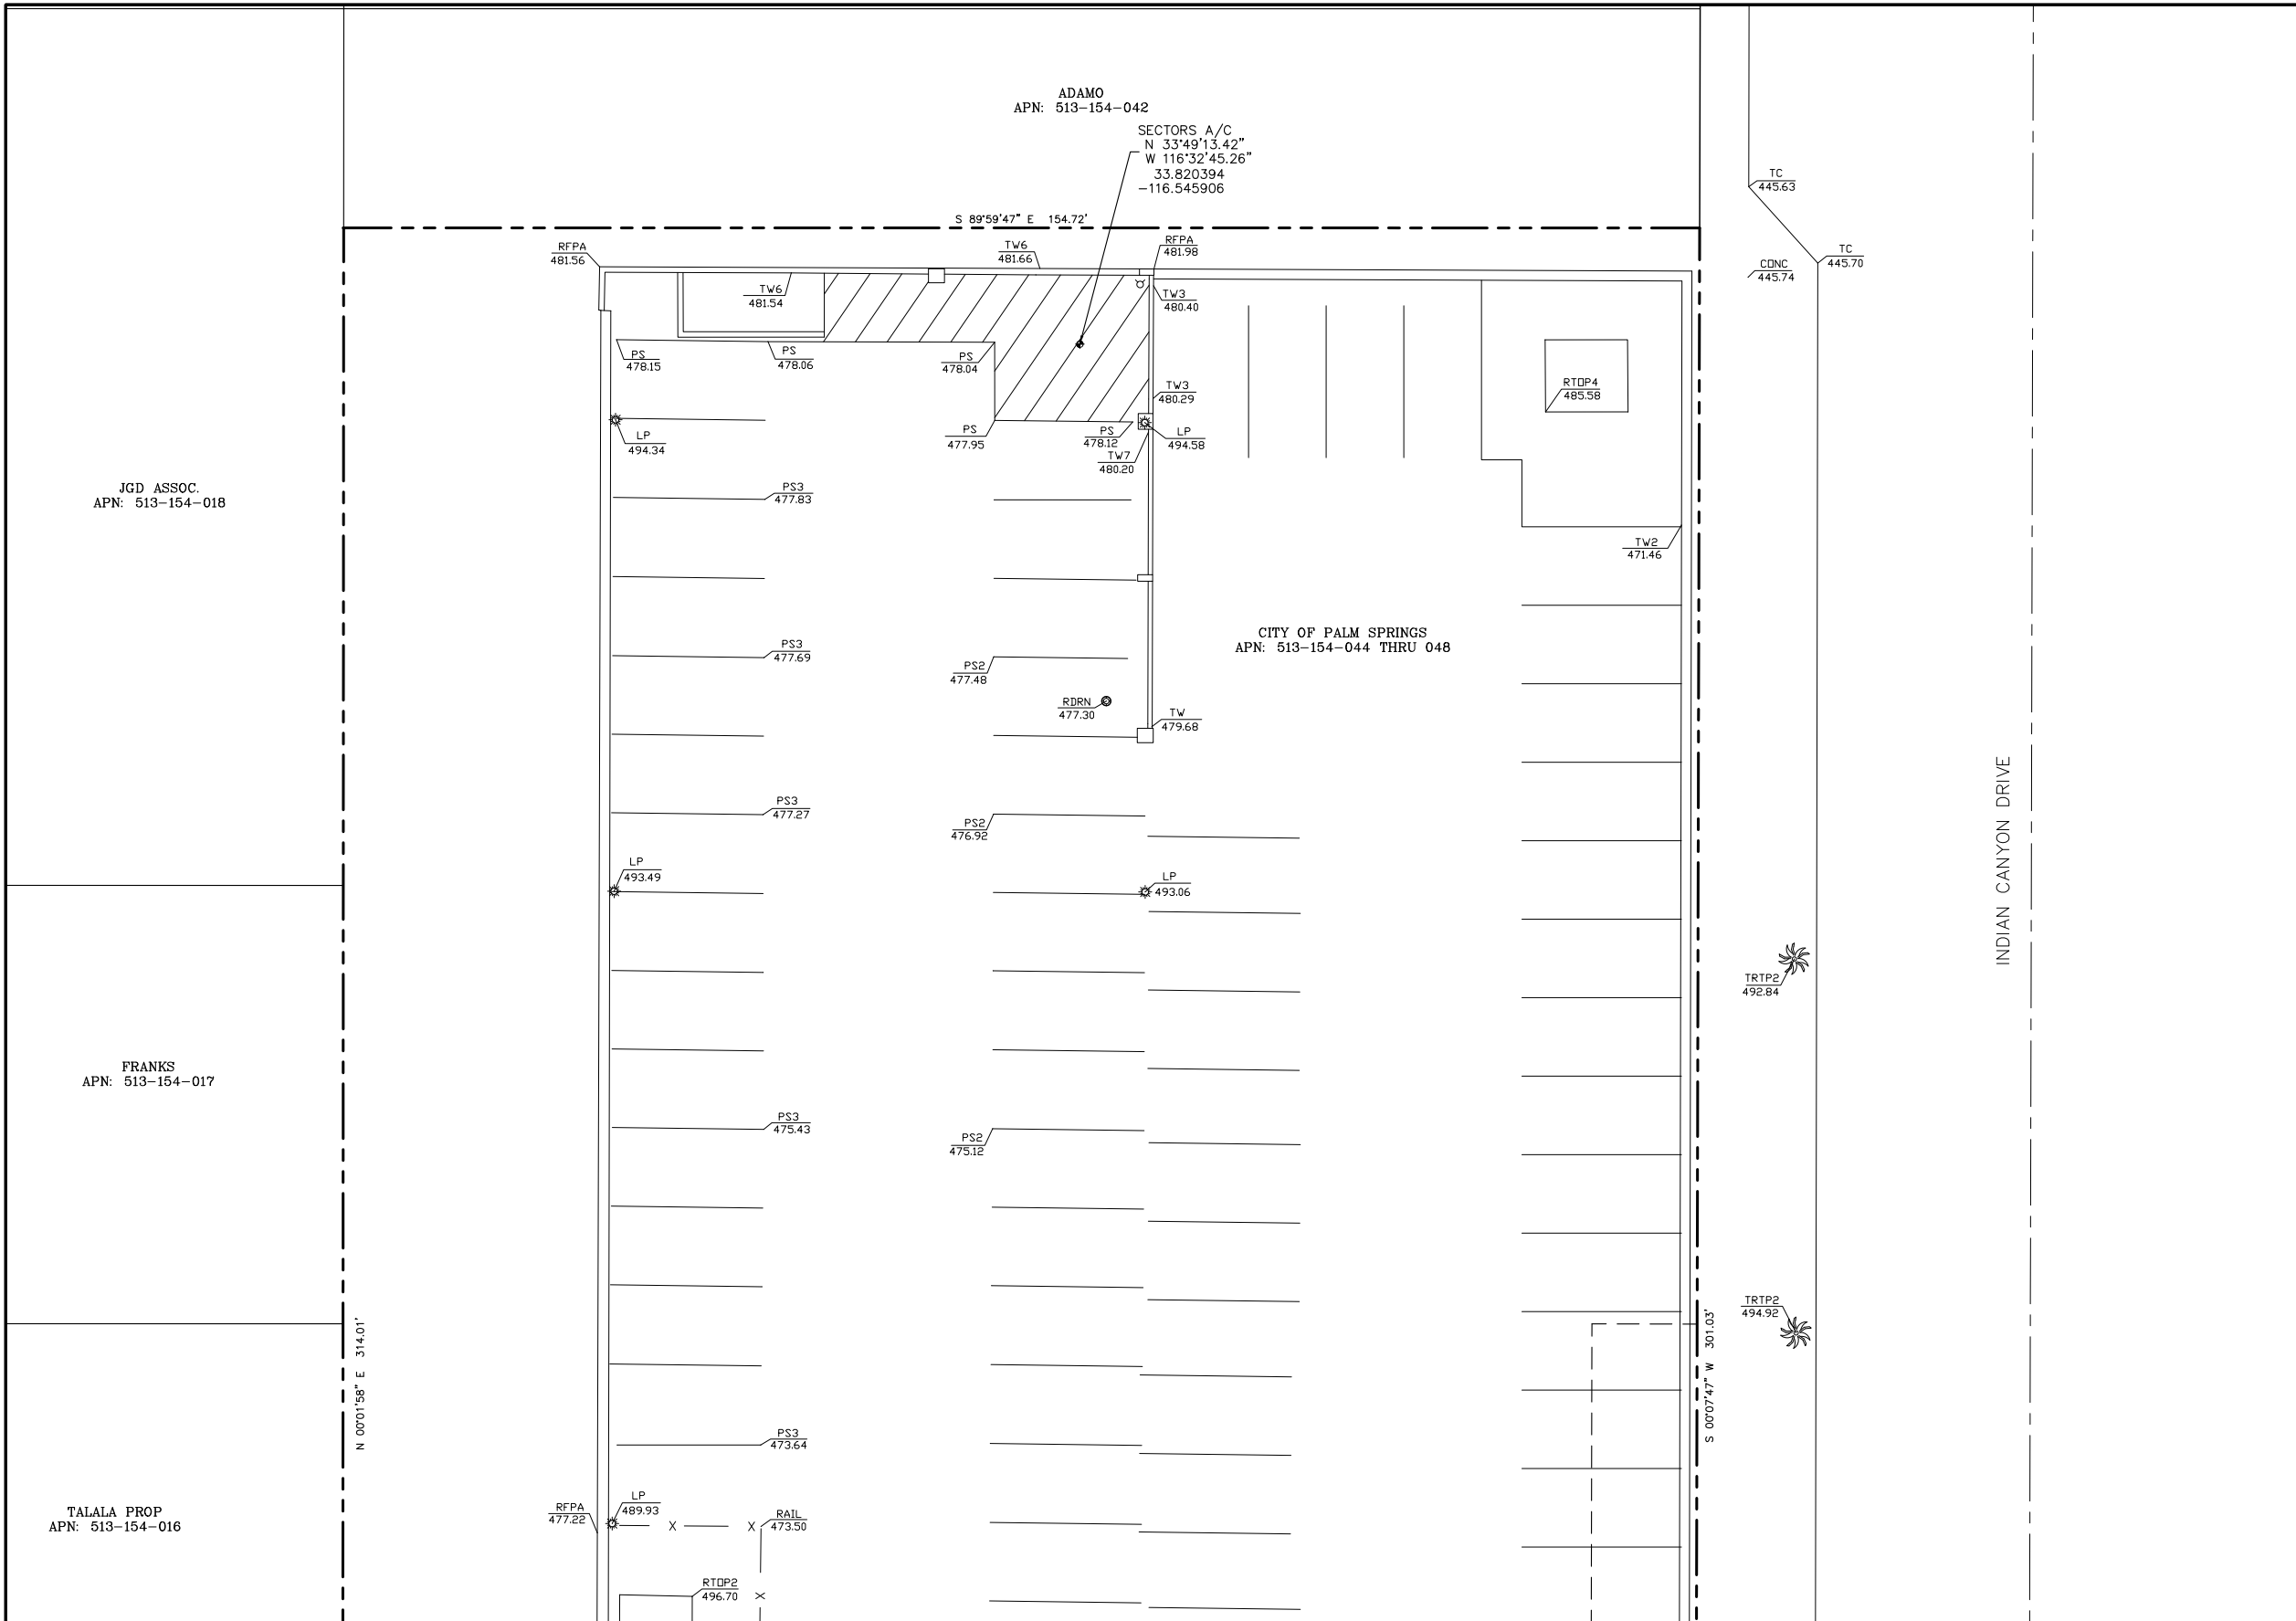 ADAMO
APN: 513-154-042
SECTORS A/C
N 33°49'13.42"
W 116°32'45.26"
33.820394
-116.545906
TC
445.63
S 89°59'47" E 154.72'
RFPA
481.56
TW6
481.66
RFPA
481.98
TC
445.70
CONC
445.74
TW6
481.54
TW3
480.40
PS
478.15
PS
478.06
PS
478.04
TW3
480.29
RTOP4
485.58
LP
494.34
PS
477.95
PS
478.12
LP
494.58
TW7
480.20
JGD ASSOC.
APN: 513-154-018
PS3
477.83
TW2
471.46
CITY OF PALM SPRINGS
APN: 513-154-044 THRU 048
PS3
477.69
PS2
477.48
RDRN
477.30
TW
479.68
INDIAN CANYON DRIVE
PS3
477.27
PS2
476.92
LP
493.49
LP
493.06
TRTP2
492.84
FRANKS
APN: 513-154-017
PS3
475.43
PS2
475.12
TRTP2
494.92
N 00°01'58" E 314.01'
S 00°07'47" W 301.03'
PS3
473.64
TALALA PROP
APN: 513-154-016
RFPA
477.22
LP
489.93
X
X
RAIL
473.50
RTOP2
496.70
X